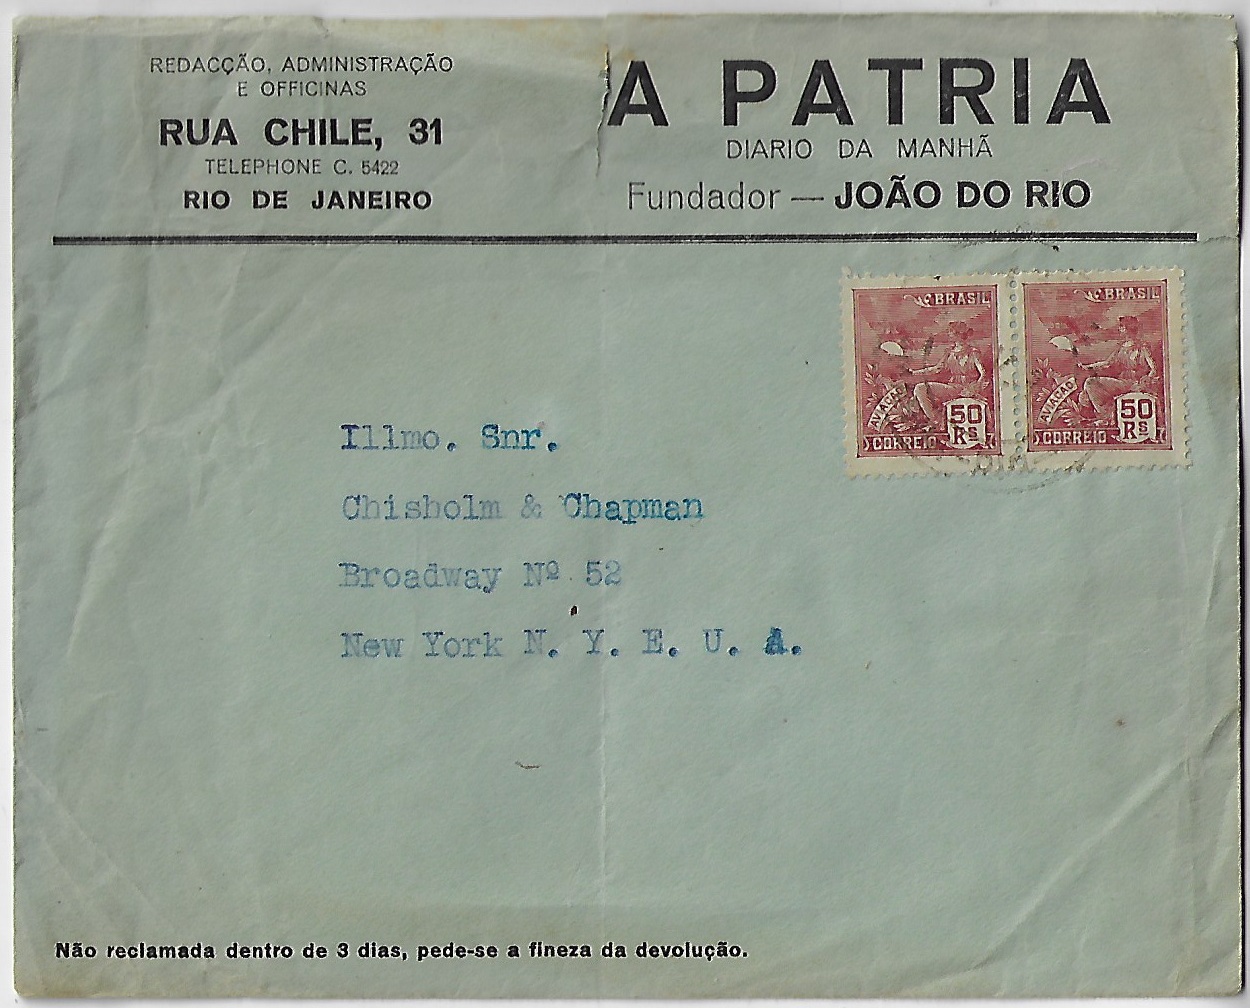 REDACÇÃO, ADMINISTRAÇÃO
E OFFICINAS
RUA CHILE, 31
TELEPHONE C. 5422
RIO DE JANEIRO
A PATRIA
DIARIO DA MANHÃ
Fundador — JOÃO DO RIO
BRASIL
AVIAÇÃO
50
Rs
CORREIO
BRASIL
AVIAÇÃO
50
Rs
CORREIO
Illmo. Snr.
Chisholm & Chapman
Broadway Nº 52
New York N. Y. E. U. A.
Não reclamada dentro de 3 dias, pede-se a fineza da devolução.